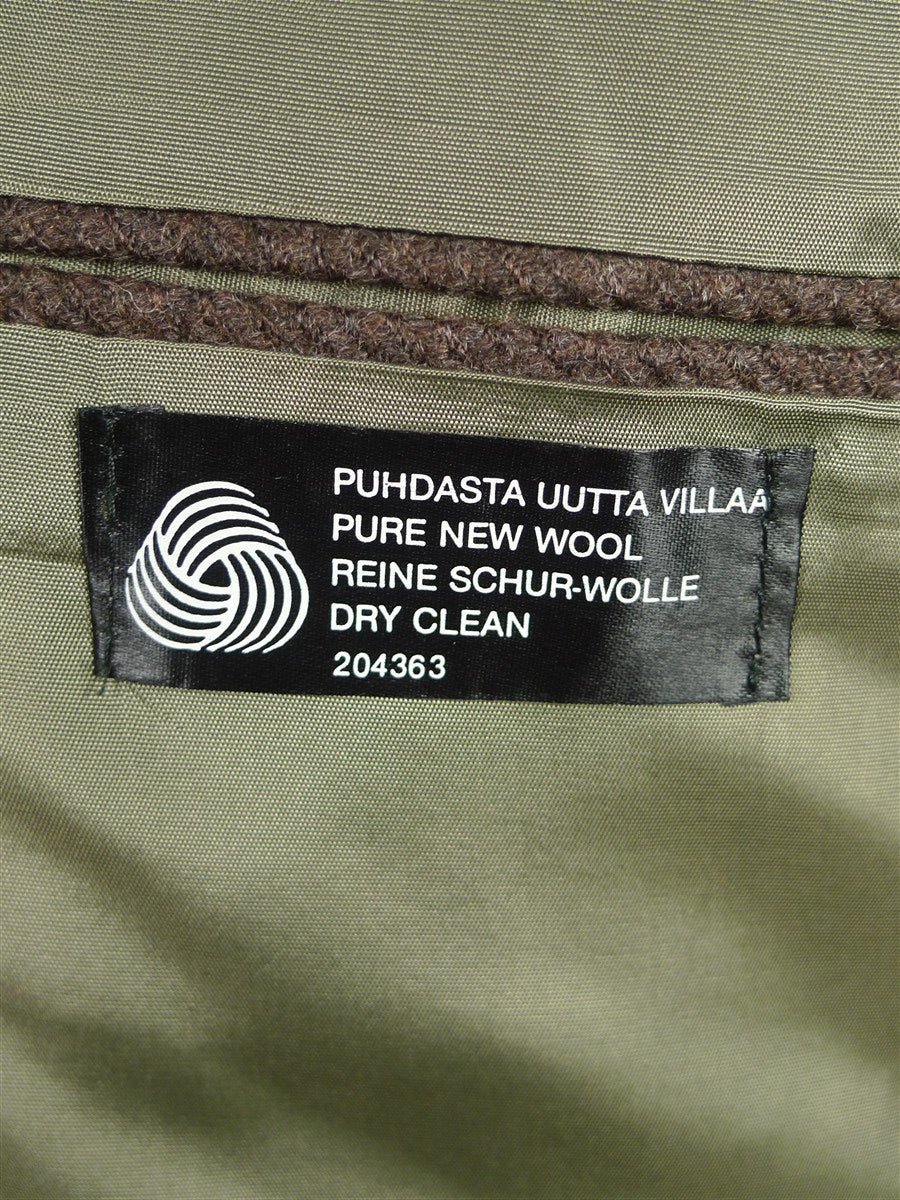 PUHDASTA UUTTA VILLAA
PURE NEW WOOL
REINE SCHUR-WOLLE
DRY CLEAN
204363